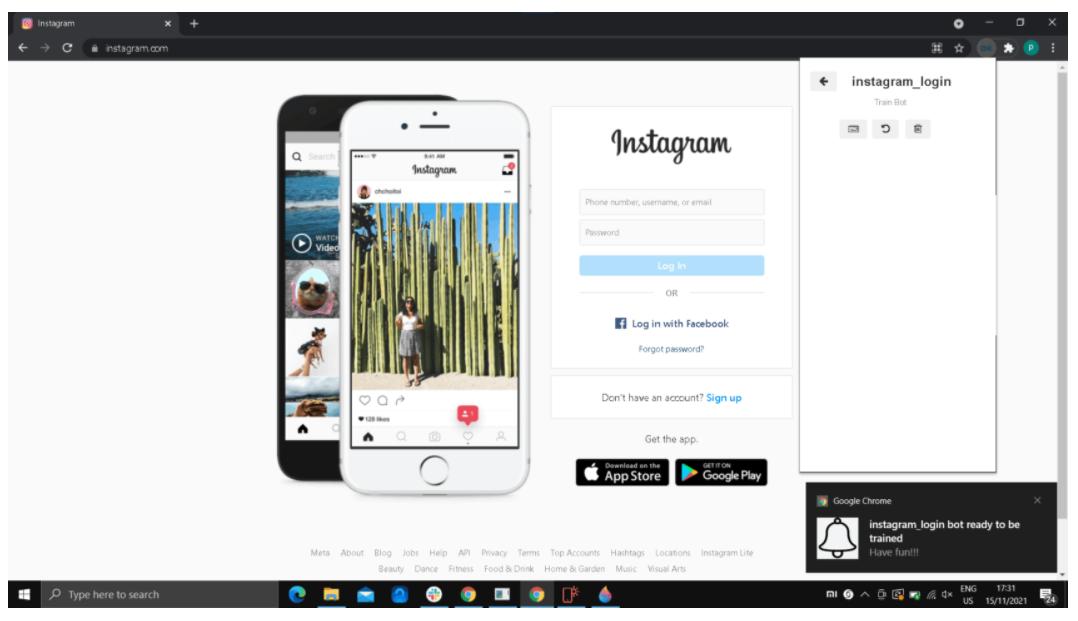 Instagram
instagram.com
instagram_login
Train Bot
Search
9:41 AM
Instagram
chchoitoi
WATCH
Video
128 likes
1
Instagram
Phone number, username, or email
Password
Log In
OR
Log in with Facebook
Forgot password?
Don't have an account? Sign up
Get the app.
Download on the
App Store
GET IT ON
Google Play
Google Chrome
instagram_login bot ready to be
trained
Have fun!!!
Meta About Blog Jobs Help API Privacy Terms Top Accounts Hashtags Locations Instagram Lite
Beauty Dance Fitness Food & Drink Home & Garden Music Visual Arts
Type here to search
ENG
US
17:31
15/11/2021
24